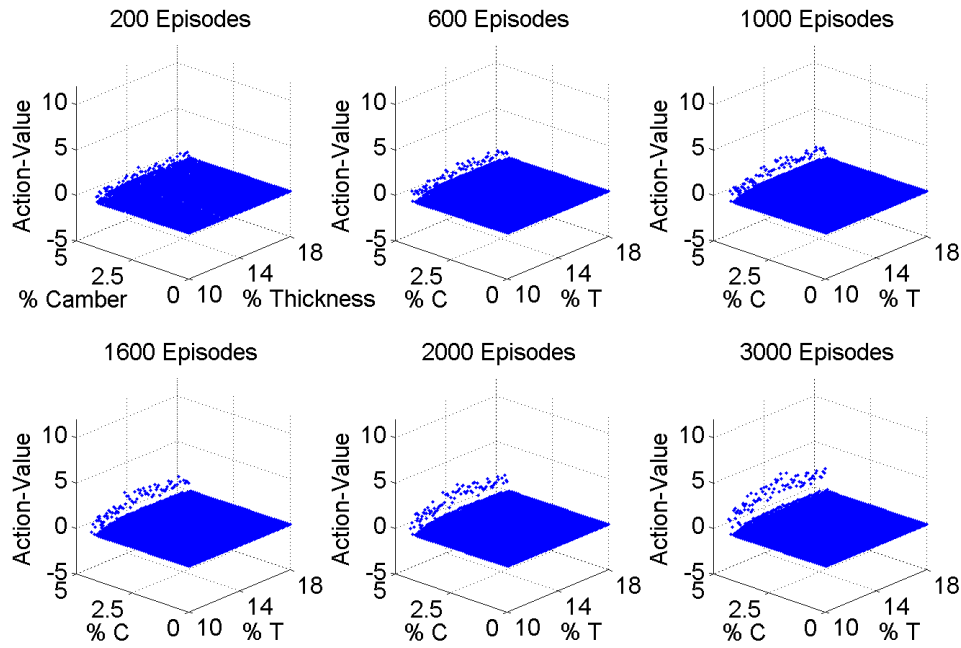 200 Episodes
600 Episodes
1000 Episodes
Action-Value
10
5
0
-5
5
2.5
0
% Camber
10
14
18
% Thickness
Action-Value
10
5
0
-5
5
2.5
0
% C
10
14
18
% T
Action-Value
10
5
0
-5
5
2.5
0
% C
10
14
18
% T
1600 Episodes
2000 Episodes
3000 Episodes
Action-Value
10
5
0
-5
5
2.5
0
% C
10
14
18
% T
Action-Value
10
5
0
-5
5
2.5
0
% C
10
14
18
% T
Action-Value
10
5
0
-5
5
2.5
0
% C
10
14
18
% T